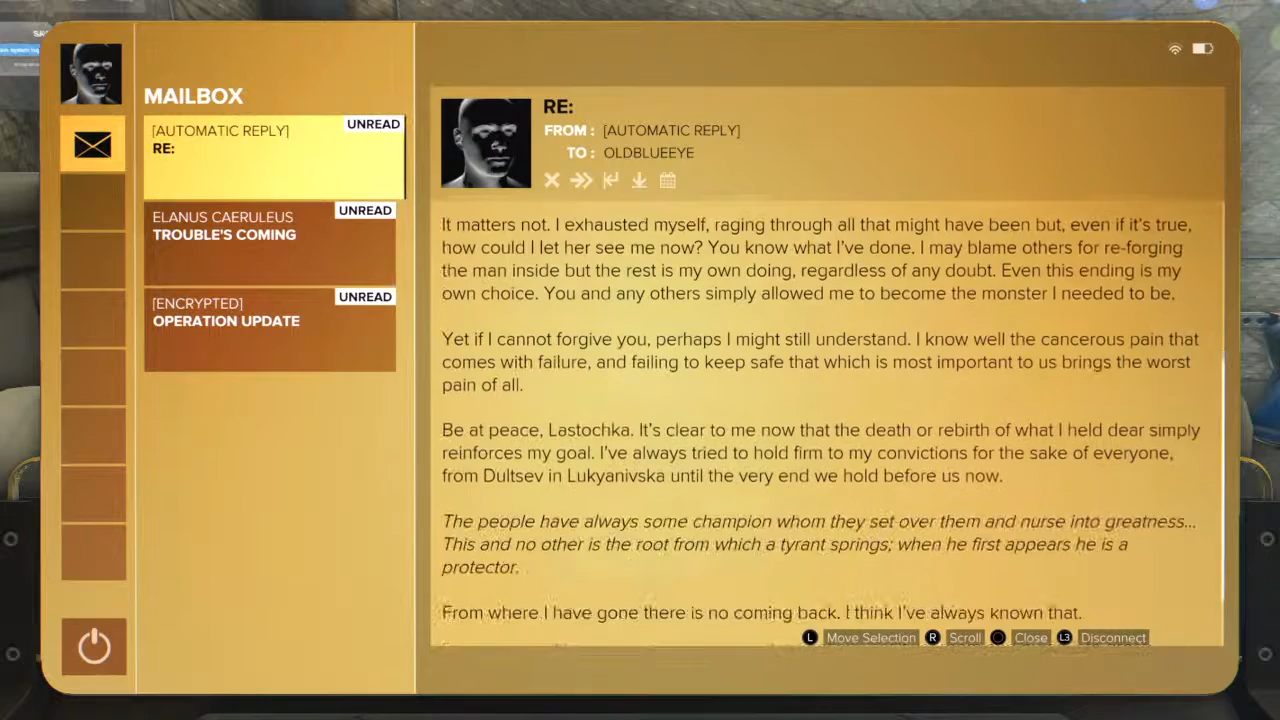 MAILBOX
[AUTOMATIC REPLY]
UNREAD
RE:
ELANUS CAERULEUS
UNREAD
TROUBLE'S COMING
[ENCRYPTED]
UNREAD
OPERATION UPDATE
RE:
FROM : [AUTOMATIC REPLY]
TO : OLDBLUEEYE
It matters not. I exhausted myself, raging through all that might have been but, even if it's true,
how could I let her see me now? You know what I've done. I may blame others for re-forging
the man inside but the rest is my own doing, regardless of any doubt. Even this ending is my
own choice. You and any others simply allowed me to become the monster I needed to be.
Yet if I cannot forgive you, perhaps I might still understand. I know well the cancerous pain that
comes with failure, and failing to keep safe that which is most important to us brings the worst
pain of all.
Be at peace, Lastochka. It's clear to me now that the death or rebirth of what I held dear simply
reinforces my goal. I've always tried to hold firm to my convictions for the sake of everyone,
from Dultsev in Lukyanivska until the very end we hold before us now.
The people have always some champion whom they set over them and nurse into greatness...
This and no other is the root from which a tyrant springs; when he first appears he is a
protector.
From where I have gone there is no coming back. I think I've always known that.
L Move Selection R Scroll Close L3 Disconnect